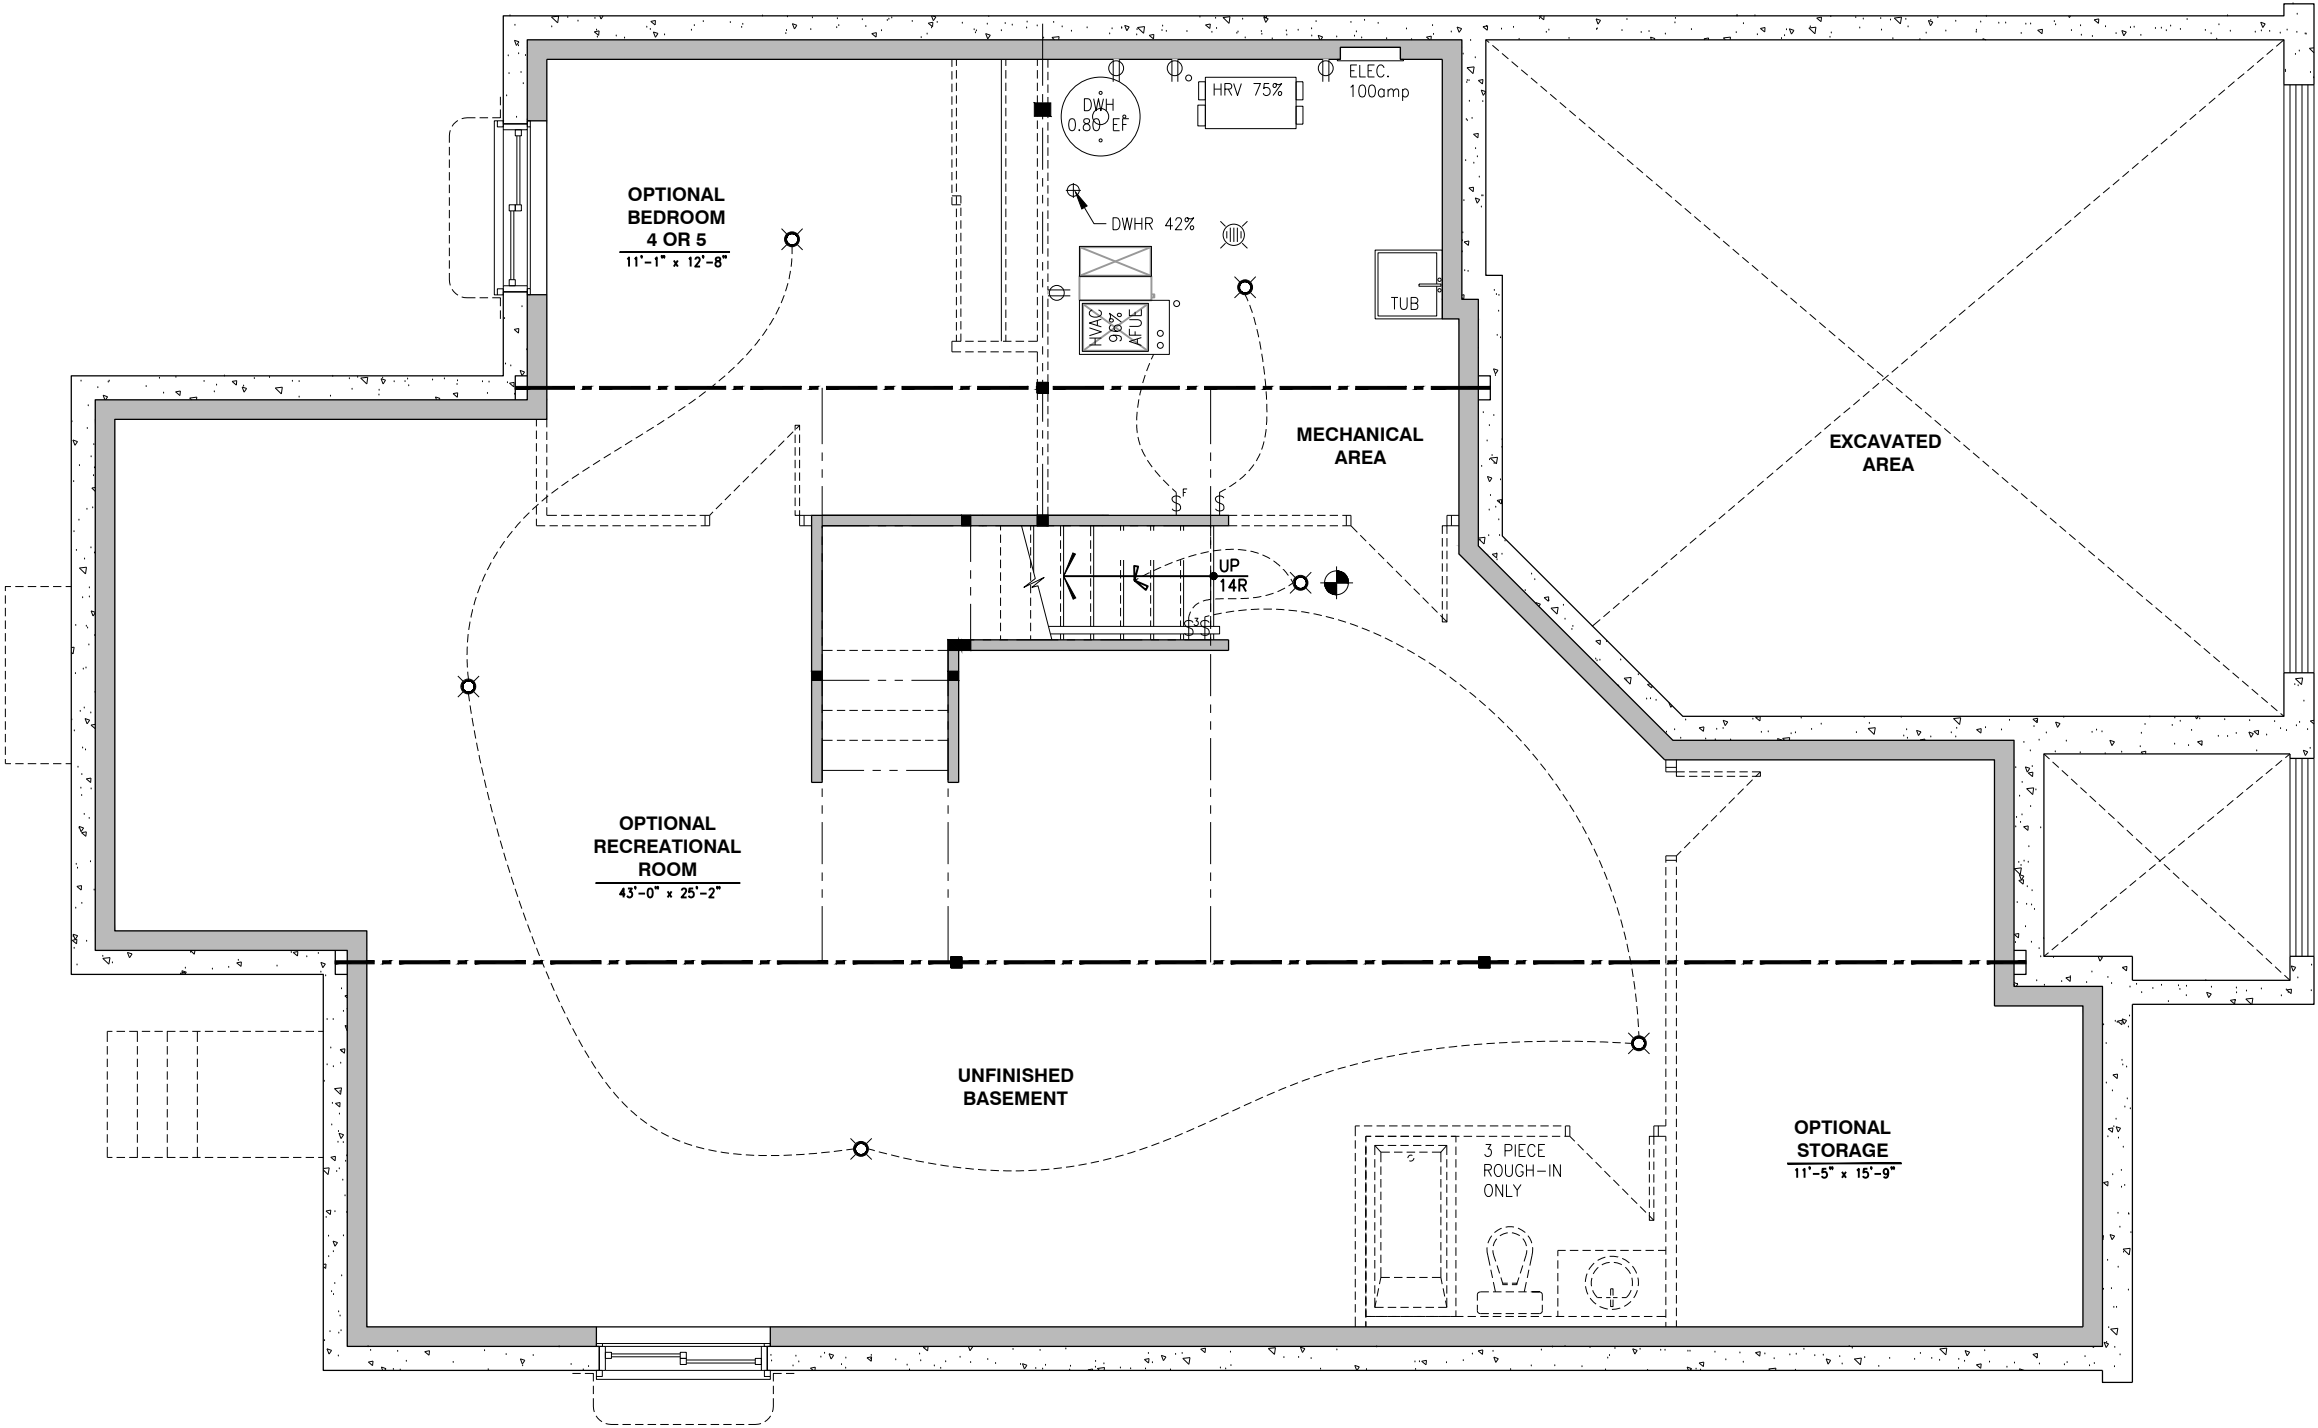 ELEC.
100amp
HRV 75%
DWH
0.80 EF
OPTIONAL
BEDROOM
4 OR 5
11'-1" x 12'-8"
DWHR 42%
TUB
HVAC
96%
AFUE
MECHANICAL
AREA
EXCAVATED
AREA
$F
$
UP
14R
$3
$
OPTIONAL
RECREATIONAL
ROOM
43'-0" x 25'-2"
UNFINISHED
BASEMENT
3 PIECE
ROUGH-IN
ONLY
OPTIONAL
STORAGE
11'-5" x 15'-9"